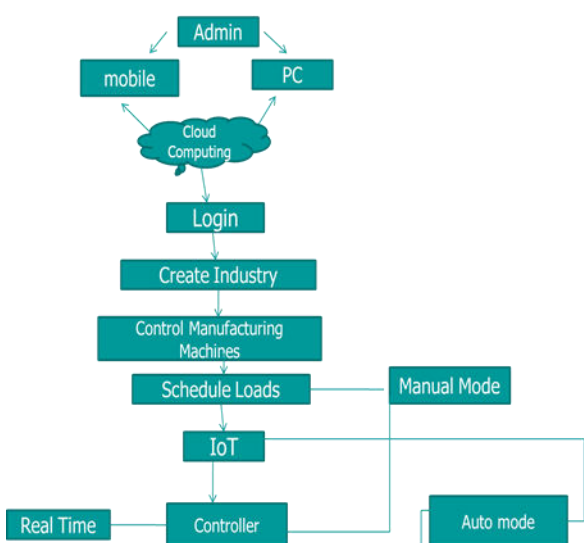 Admin
mobile
PC
Cloud
Computing
Login
Create Industry
Control Manufacturing
Machines
Schedule Loads
Manual Mode
IoT
Real Time
Controller
Auto mode